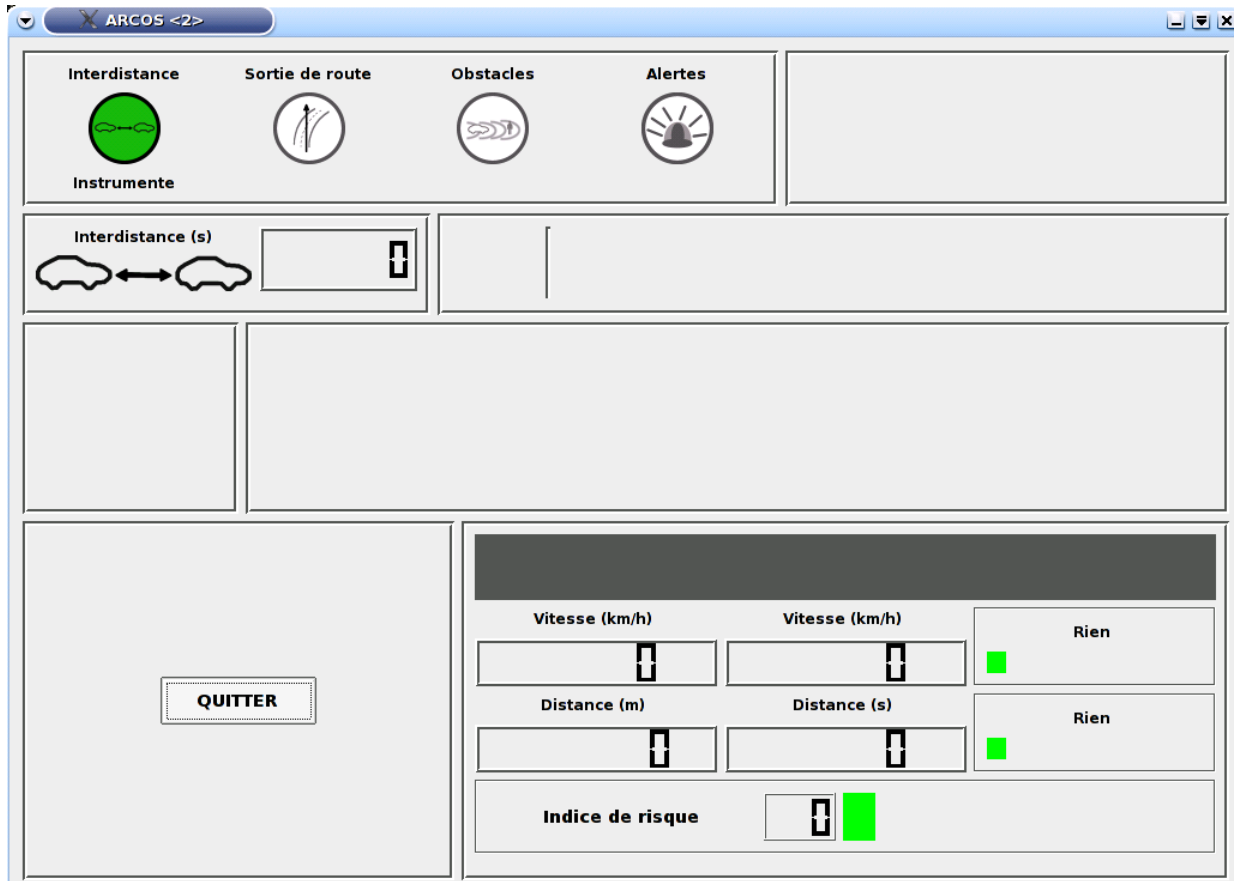 ARCOS <2>
Interdistance Sortie de route Obstacles Alertes
Instrumente
Interdistance (s)
0
Vitesse (km/h) Vitesse (km/h) Rien
0 0
Distance (m) Distance (s) Rien
0 0
QUITTER
Indice de risque 0